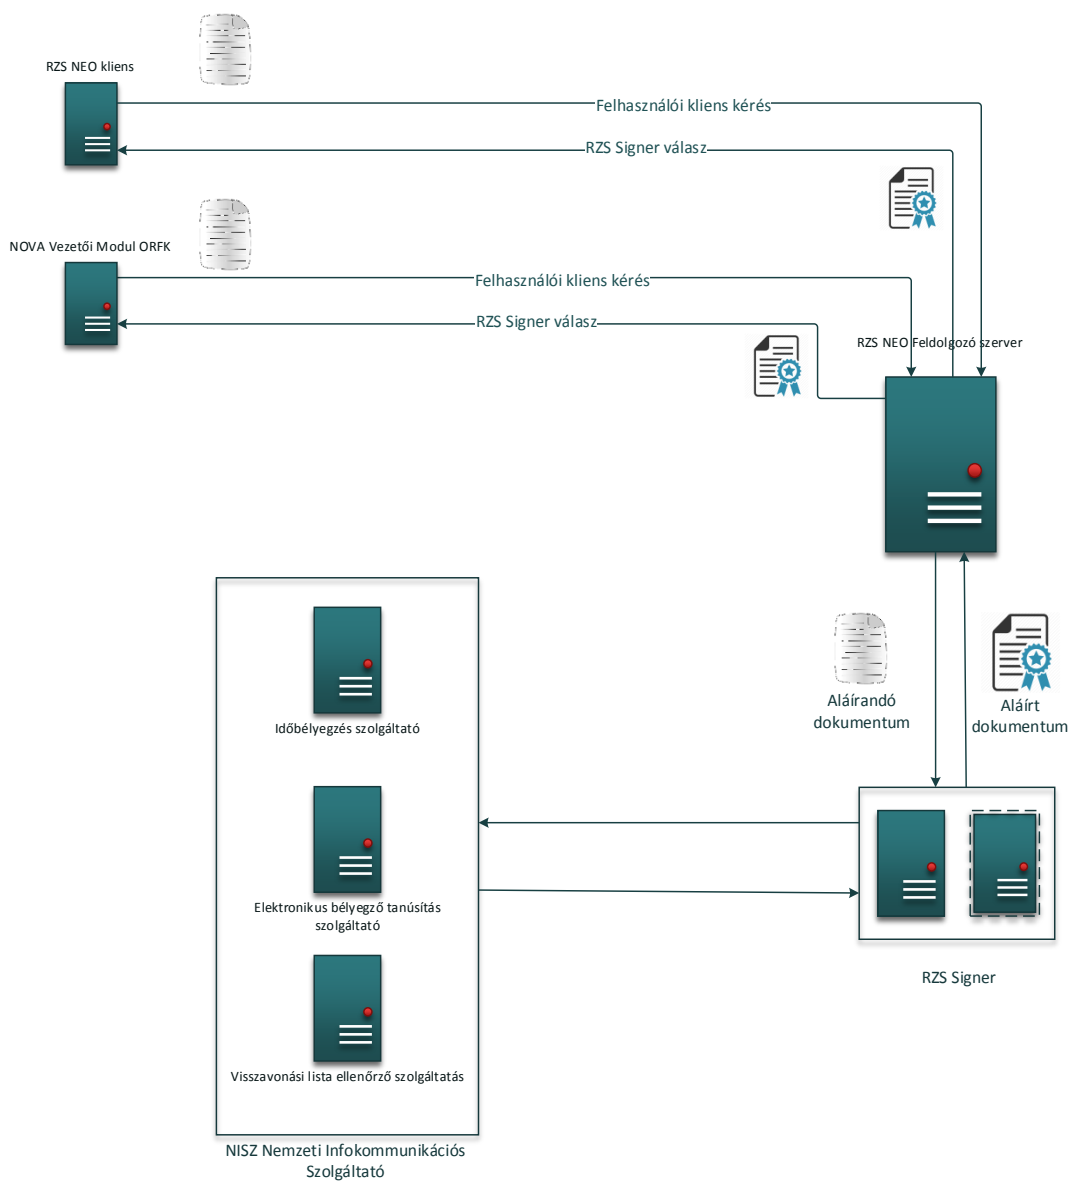 RZS NEO kliens
Felhasználói kliens kérés
RZS Signer válasz
NOVA Vezetői Modul ORFK
Felhasználói kliens kérés
RZS Signer válasz
RZS NEO Feldolgozó szerver
Aláírandó
dokumentum
Aláírt
dokumentum
Időbélyegzés szolgáltató
Elektronikus bélyegző tanúsítás
szolgáltató
RZS Signer
Visszavonási lista ellenőrző szolgáltatás
NISZ Nemzeti Infokommunikációs
Szolgáltató